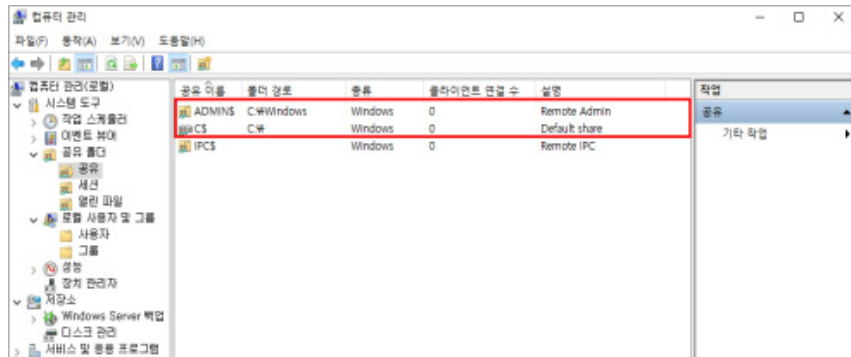 컴퓨터 관리
파일(F) 동작(A) 보기(V) 도움말(H)
컴퓨터 관리(로컬)
시스템 도구
작업 스케줄러
이벤트 뷰어
공유 폴더
공유
세션
열린 파일
로컬 사용자 및 그룹
사용자
그룹
성능
장치 관리자
저장소
Windows Server 백업
디스크 관리
서비스 및 응용 프로그램
공유 이름 폴더 경로 종류 클라이언트 연결 수 설명
ADMIN$ C:₩Windows Windows 0 Remote Admin
C$ C:₩ Windows 0 Default share
IPC$ Windows 0 Remote IPC
작업
공유
기타 작업